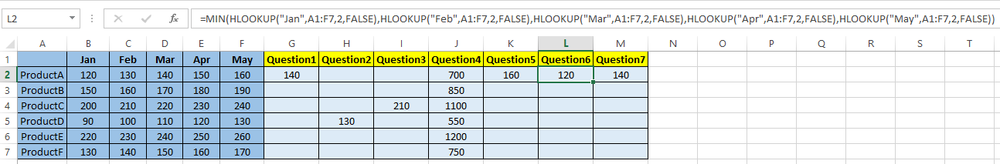 L2 fx =MIN(HLOOKUP("Jan",A1:F7,2,FALSE),HLOOKUP("Feb",A1:F7,2,FALSE),HLOOKUP("Mar",A1:F7,2,FALSE),HLOOKUP("Apr",A1:F7,2,FALSE),HLOOKUP("May",A1:F7,2,FALSE))
A B C D E F G H I J K L M N O P Q R S T
1 Jan Feb Mar Apr May Question1 Question2 Question3 Question4 Question5 Question6 Question7
2 ProductA 120 130 140 150 160 140 700 160 120 140
3 ProductB 150 160 170 180 190 850
4 ProductC 200 210 220 230 240 210 1100
5 ProductD 90 100 110 120 130 130 550
6 ProductE 220 230 240 250 260 1200
7 ProductF 130 140 150 160 170 750